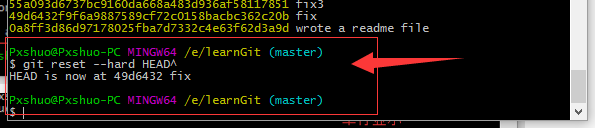 55a093d6737bc9160da668a483d936af58117851 fix3
49d6432f9f6a9887589cf72c0158bacbc362c20b fix
0a8ff3d86d97178025fba7d7332c4e63f62d3a9d wrote a readme file
Pxshuo@Pxshuo-PC MINGW64 /e/learnGit (master)
$ git reset --hard HEAD^
HEAD is now at 49d6432 fix
Pxshuo@Pxshuo-PC MINGW64 /e/learnGit (master)
$